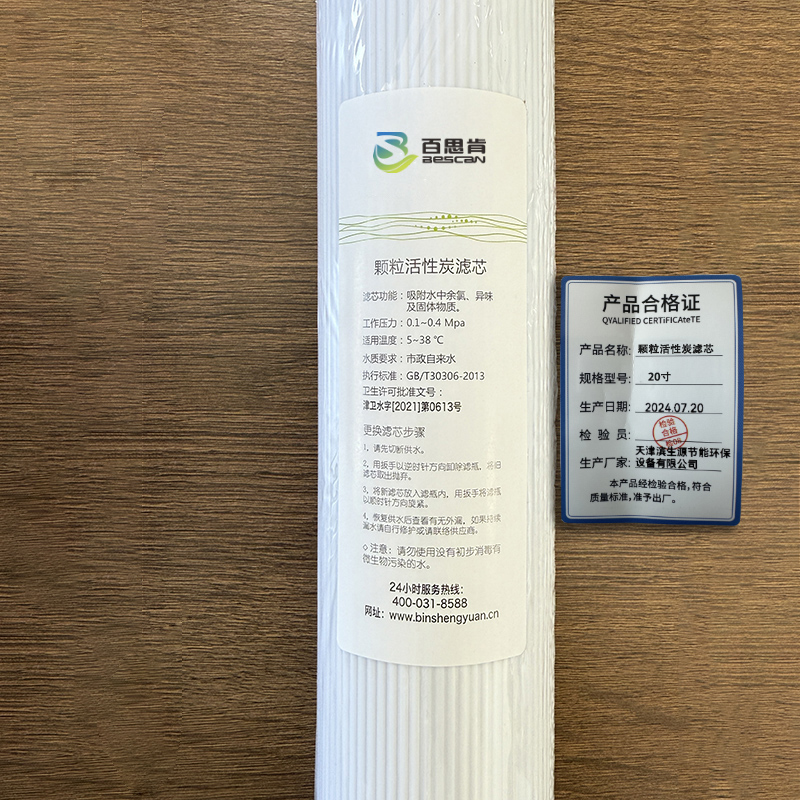 百思肯
BESCAN
颗粒活性炭滤芯
滤芯功能：吸附水中余氯、异味
及固体物质。
工作压力：0.1~0.4 Mpa
适用温度：5~38 ℃
水质要求：市政自来水
执行标准：GB/T30306-2013
卫生许可批准文号：
津卫水字[2021]第0613号
更换滤芯步骤
1、请先切断供水。
2、用扳手以逆时针方向卸除滤瓶，将旧
滤芯取出抛弃。
3、将新滤芯放入滤瓶内，用扳手将滤瓶
以顺时针方向旋紧。
4、恢复供水后查看有无外漏，如果持续
漏水请自行修护或请联络供应商。
◇注意：请勿使用没有初步消毒有
微生物污染的水。
24小时服务热线：
400-031-8588
网址：www.binshengyuan.cn
产品合格证
QYALIFIED CERTiFiCAteTE
产品名称: 颗粒活性炭滤芯
规格型号: 20寸
生产日期: 2024.07.20
检 验 员:
检验
合格
检08
生产厂家: 天津滨生源节能环保
设备有限公司
本产品经检验合格,符合
质量标准,准予出厂。